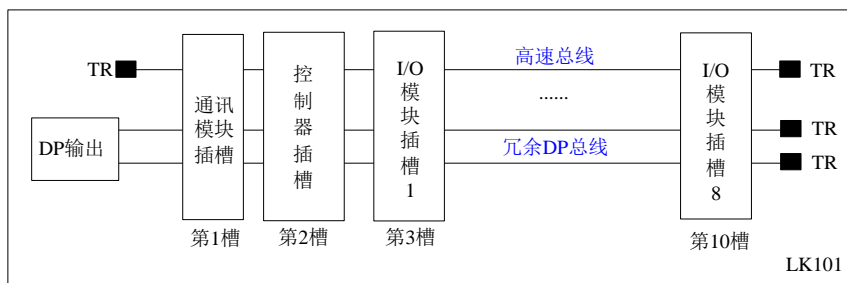 高速总线
TR
TR
通讯
模块
插槽
控
制
器
插
槽
I/O
模
块
插
槽
1
......
I/O
模
块
插
槽
8
DP输出
TR
冗余DP总线
TR
第1槽
第2槽
第3槽
第10槽
LK101